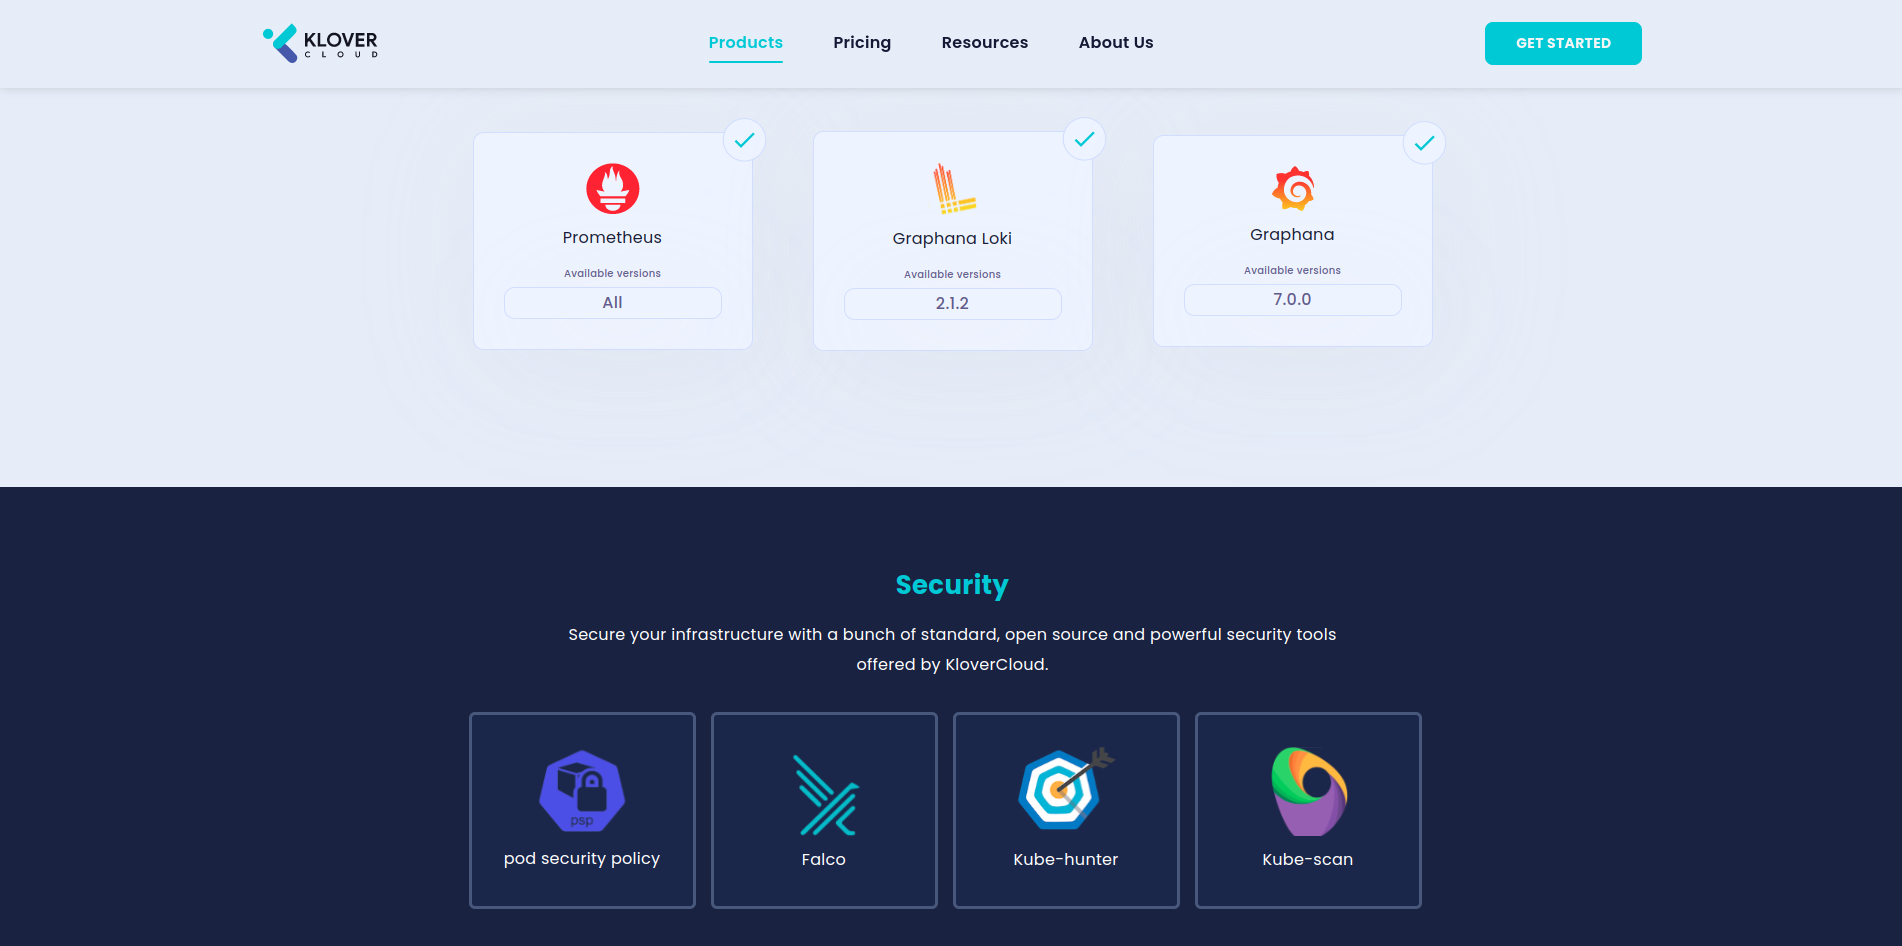 KLOVER
CLOUD
Products
Pricing
Resources
About Us
GET STARTED
Prometheus
Available versions
All
Graphana Loki
Available versions
2.1.2
Graphana
Available versions
7.0.0
Security
Secure your infrastructure with a bunch of standard, open source and powerful security tools
offered by KloverCloud.
psp
pod security policy
Falco
Kube-hunter
Kube-scan